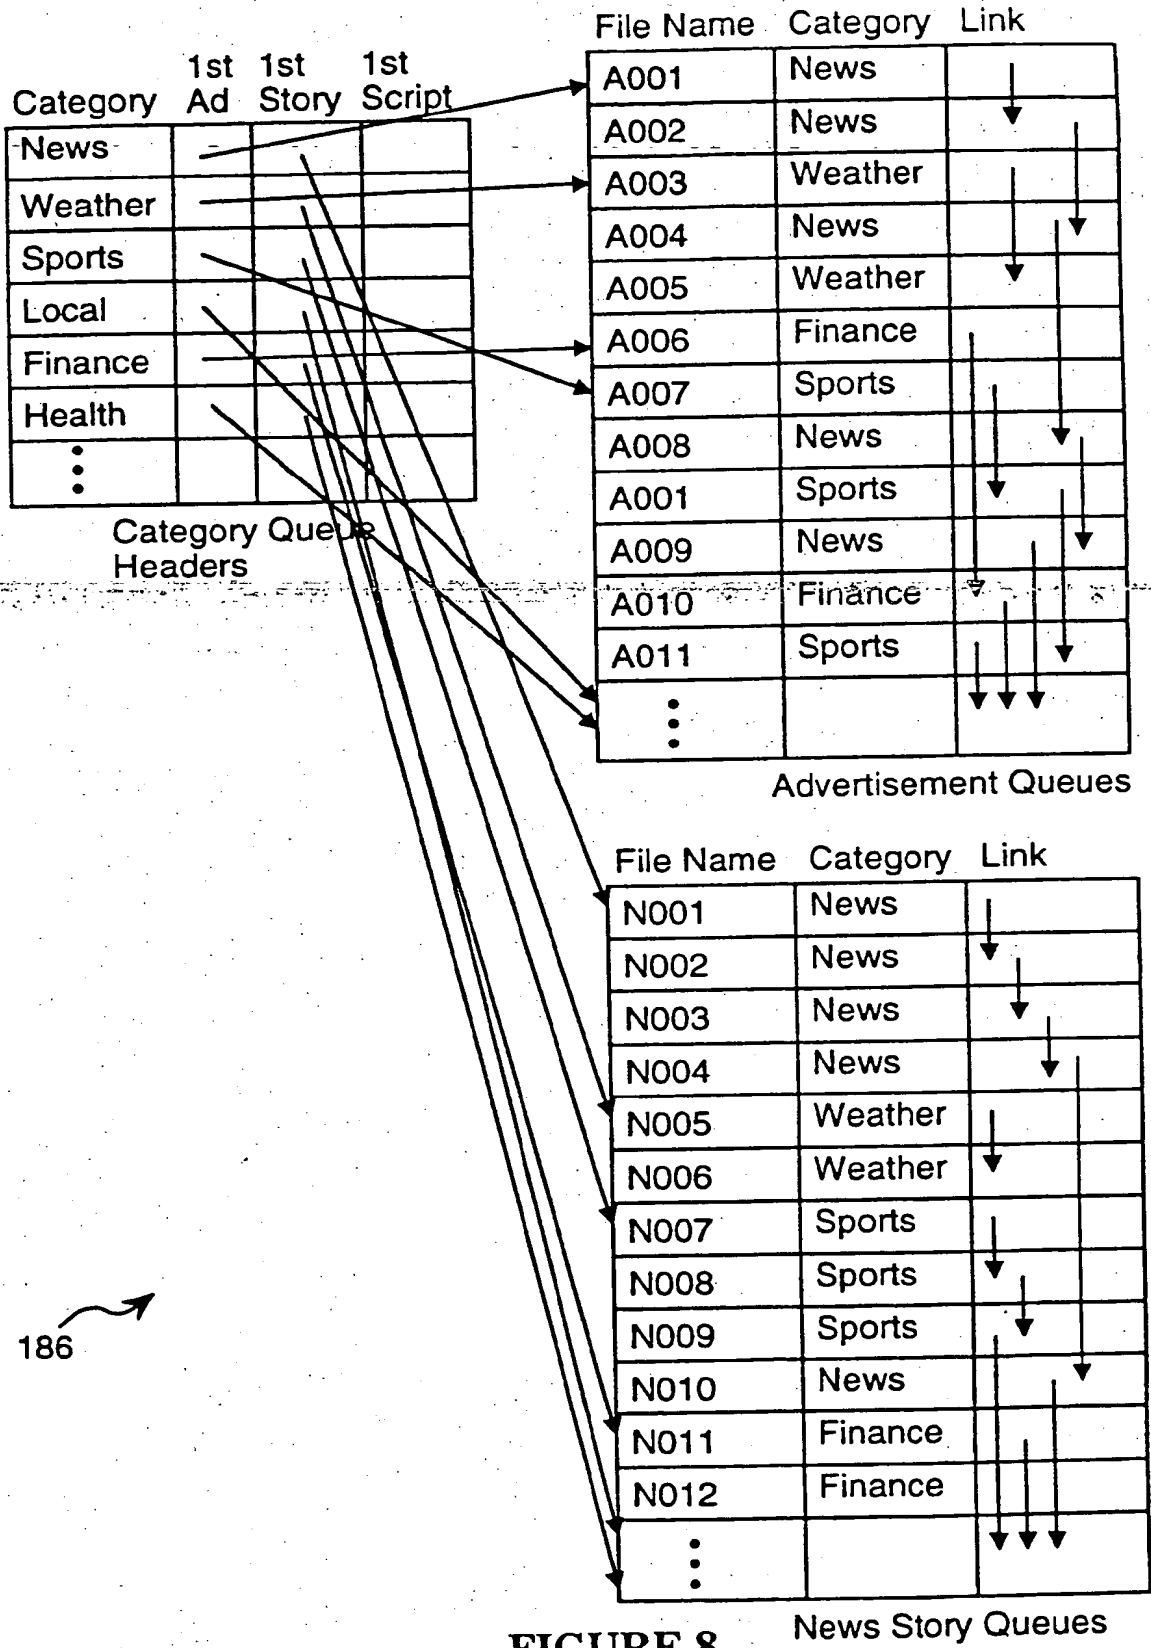 1st 1st 1st
Category Ad Story Script
News
Weather
Sports
Local
Finance
Health
Category Queue
Headers
File Name Category Link
A001 News
A002 News
A003 Weather
A004 News
A005 Weather
A006 Finance
A007 Sports
A008 News
A001 Sports
A009 News
A010 Finance
A011 Sports
Advertisement Queues
File Name Category Link
N001 News
N002 News
N003 News
N004 News
N005 Weather
N006 Weather
N007 Sports
N008 Sports
N009 Sports
N010 News
N011 Finance
N012 Finance
News Story Queues
186
FIGURE 8